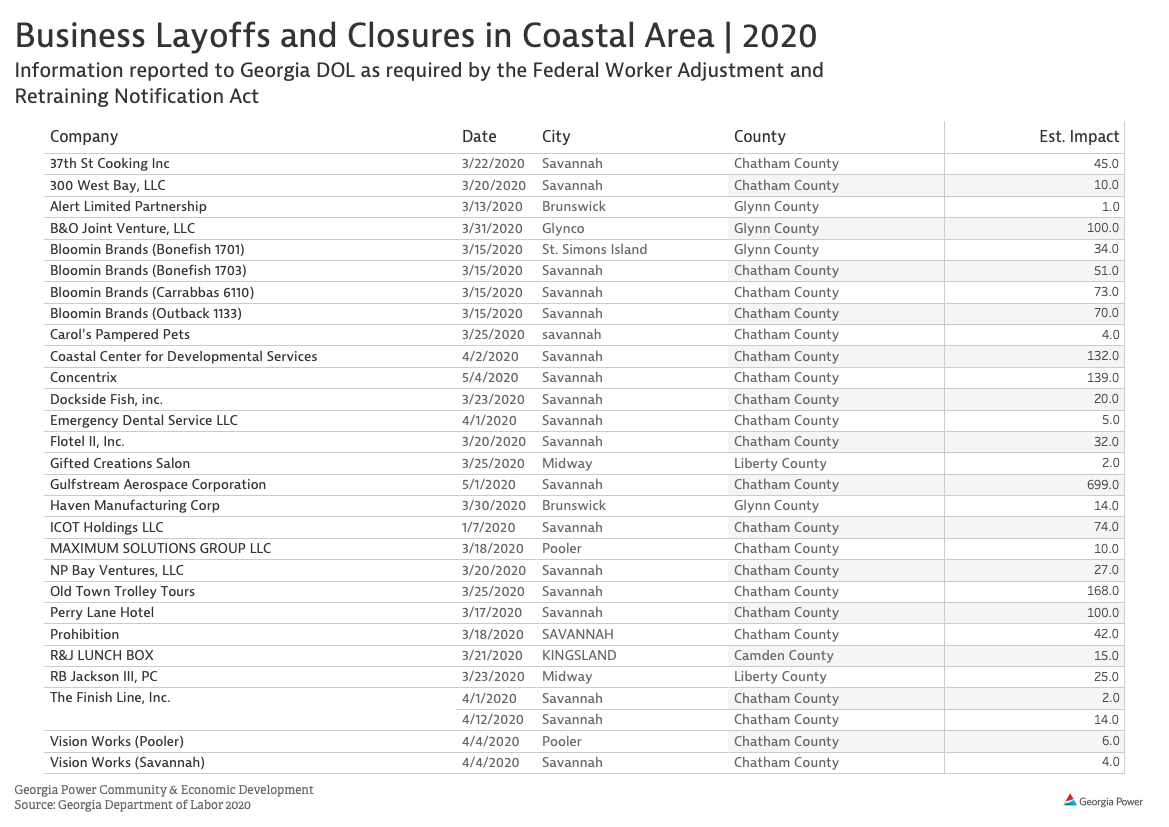 Business Layoffs and Closures in Coastal Area | 2020
Information reported to Georgia DOL as required by the Federal Worker Adjustment and
Retraining Notification Act
Company Date City County Est. Impact
37th St Cooking Inc 3/22/2020 Savannah Chatham County 45.0
300 West Bay, LLC 3/20/2020 Savannah Chatham County 10.0
Alert Limited Partnership 3/13/2020 Brunswick Glynn County 1.0
B&O Joint Venture, LLC 3/31/2020 Glynco Glynn County 100.0
Bloomin Brands (Bonefish 1701) 3/15/2020 St. Simons Island Glynn County 34.0
Bloomin Brands (Bonefish 1703) 3/15/2020 Savannah Chatham County 51.0
Bloomin Brands (Carrabbas 6110) 3/15/2020 Savannah Chatham County 73.0
Bloomin Brands (Outback 1133) 3/15/2020 Savannah Chatham County 70.0
Carol's Pampered Pets 3/25/2020 savannah Chatham County 4.0
Coastal Center for Developmental Services 4/2/2020 Savannah Chatham County 132.0
Concentrix 5/4/2020 Savannah Chatham County 139.0
Dockside Fish, inc. 3/23/2020 Savannah Chatham County 20.0
Emergency Dental Service LLC 4/1/2020 Savannah Chatham County 5.0
Flotel II, Inc. 3/20/2020 Savannah Chatham County 32.0
Gifted Creations Salon 3/25/2020 Midway Liberty County 2.0
Gulfstream Aerospace Corporation 5/1/2020 Savannah Chatham County 699.0
Haven Manufacturing Corp 3/30/2020 Brunswick Glynn County 14.0
ICOT Holdings LLC 1/7/2020 Savannah Chatham County 74.0
MAXIMUM SOLUTIONS GROUP LLC 3/18/2020 Pooler Chatham County 10.0
NP Bay Ventures, LLC 3/20/2020 Savannah Chatham County 27.0
Old Town Trolley Tours 3/25/2020 Savannah Chatham County 168.0
Perry Lane Hotel 3/17/2020 Savannah Chatham County 100.0
Prohibition 3/18/2020 SAVANNAH Chatham County 42.0
R&J LUNCH BOX 3/21/2020 KINGSLAND Camden County 15.0
RB Jackson III, PC 3/23/2020 Midway Liberty County 25.0
The Finish Line, Inc. 4/1/2020 Savannah Chatham County 2.0
4/12/2020 Savannah Chatham County 14.0
Vision Works (Pooler) 4/4/2020 Pooler Chatham County 6.0
Vision Works (Savannah) 4/4/2020 Savannah Chatham County 4.0
Georgia Power Community & Economic Development
Source: Georgia Department of Labor 2020
Georgia Power